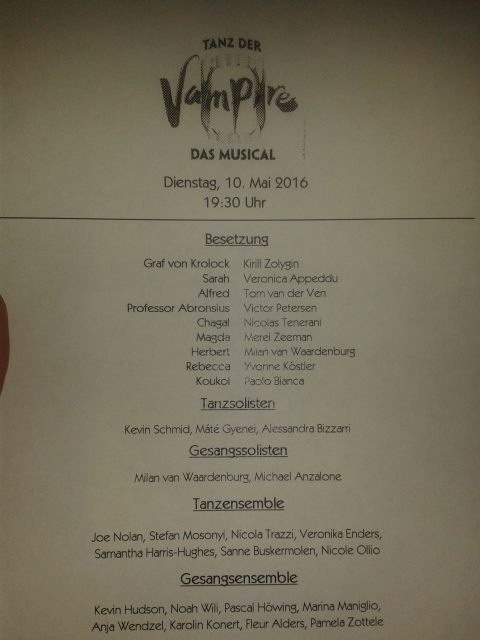 TANZ DER
Vampire
DAS MUSICAL
Dienstag, 10. Mai 2016
19:30 Uhr
Besetzung
Graf von Krolock Kirill Zolygin
Sarah Veronica Appeddu
Alfred Tom van der Ven
Professor Abronsius Victor Petersen
Chagal Nicolas Tenerani
Magda Merel Zeeman
Herbert Milan van Waardenburg
Rebecca Yvonne Köstler
Koukol Paolo Bianca
Tanzsolisten
Kevin Schmid, Máté Gyenei, Alessandra Bizzarri
Gesangssolisten
Milan van Waardenburg, Michael Anzalone
Tanzensemble
Joe Nolan, Stefan Mosonyi, Nicola Trazzi, Veronika Enders,
Samantha Harris-Hughes, Sanne Buskermolen, Nicole Ollio
Gesangsensemble
Kevin Hudson, Noah Wili, Pascal Höwing, Marina Maniglio,
Anja Wendzel, Karolin Konert, Fleur Alders, Pamela Zottele